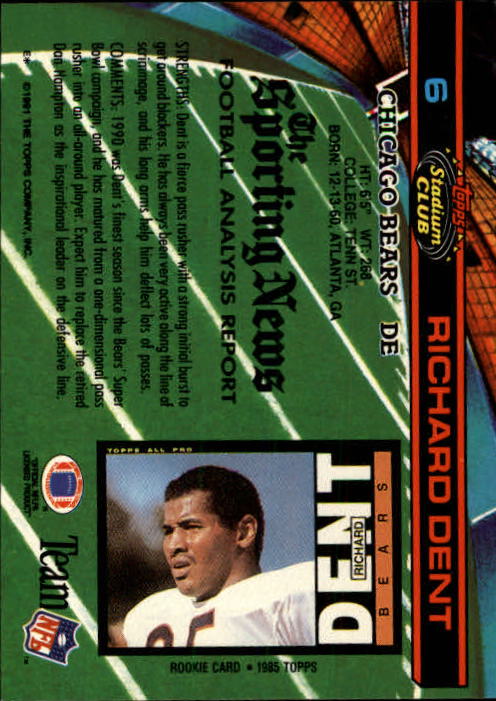 6
Topps
Stadium
CLUB
RICHARD DENT
CHICAGO BEARS DE
HT: 6'5" WT: 268
COLLEGE: TENN ST.
BORN: 12-13-60, ATLANTA, GA
The
Sporting News
FOOTBALL ANALYSIS REPORT
STRENGTHS: Dent is a fierce pass rusher with a strong initial burst to
get around blockers. He has always been very active along the line of
scrimmage, and his long arms help him deflect lots of passes.
COMMENTS: 1990 was Dent's finest season since the Bears' Super
Bowl campaign, and he has matured from a one-dimensional pass
rusher into an all-around player. Expect him to replace the retired
Dan Hampton as the inspirational leader on the defensive line.
E* ©1991 THE TOPPS COMPANY, INC.
BEARS
RICHARD
DENT
TOPPS ALL PRO
ROOKIE CARD • 1985 TOPPS
OFFICIAL NFLPA
LICENSED PRODUCT
Team
NFL
TM